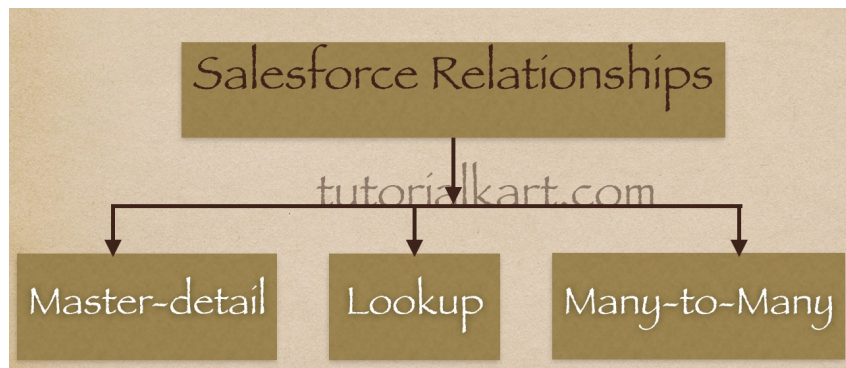 Salesforce Relationships
tutorialkart.com
Master-detail
Lookup
Many-to-Many